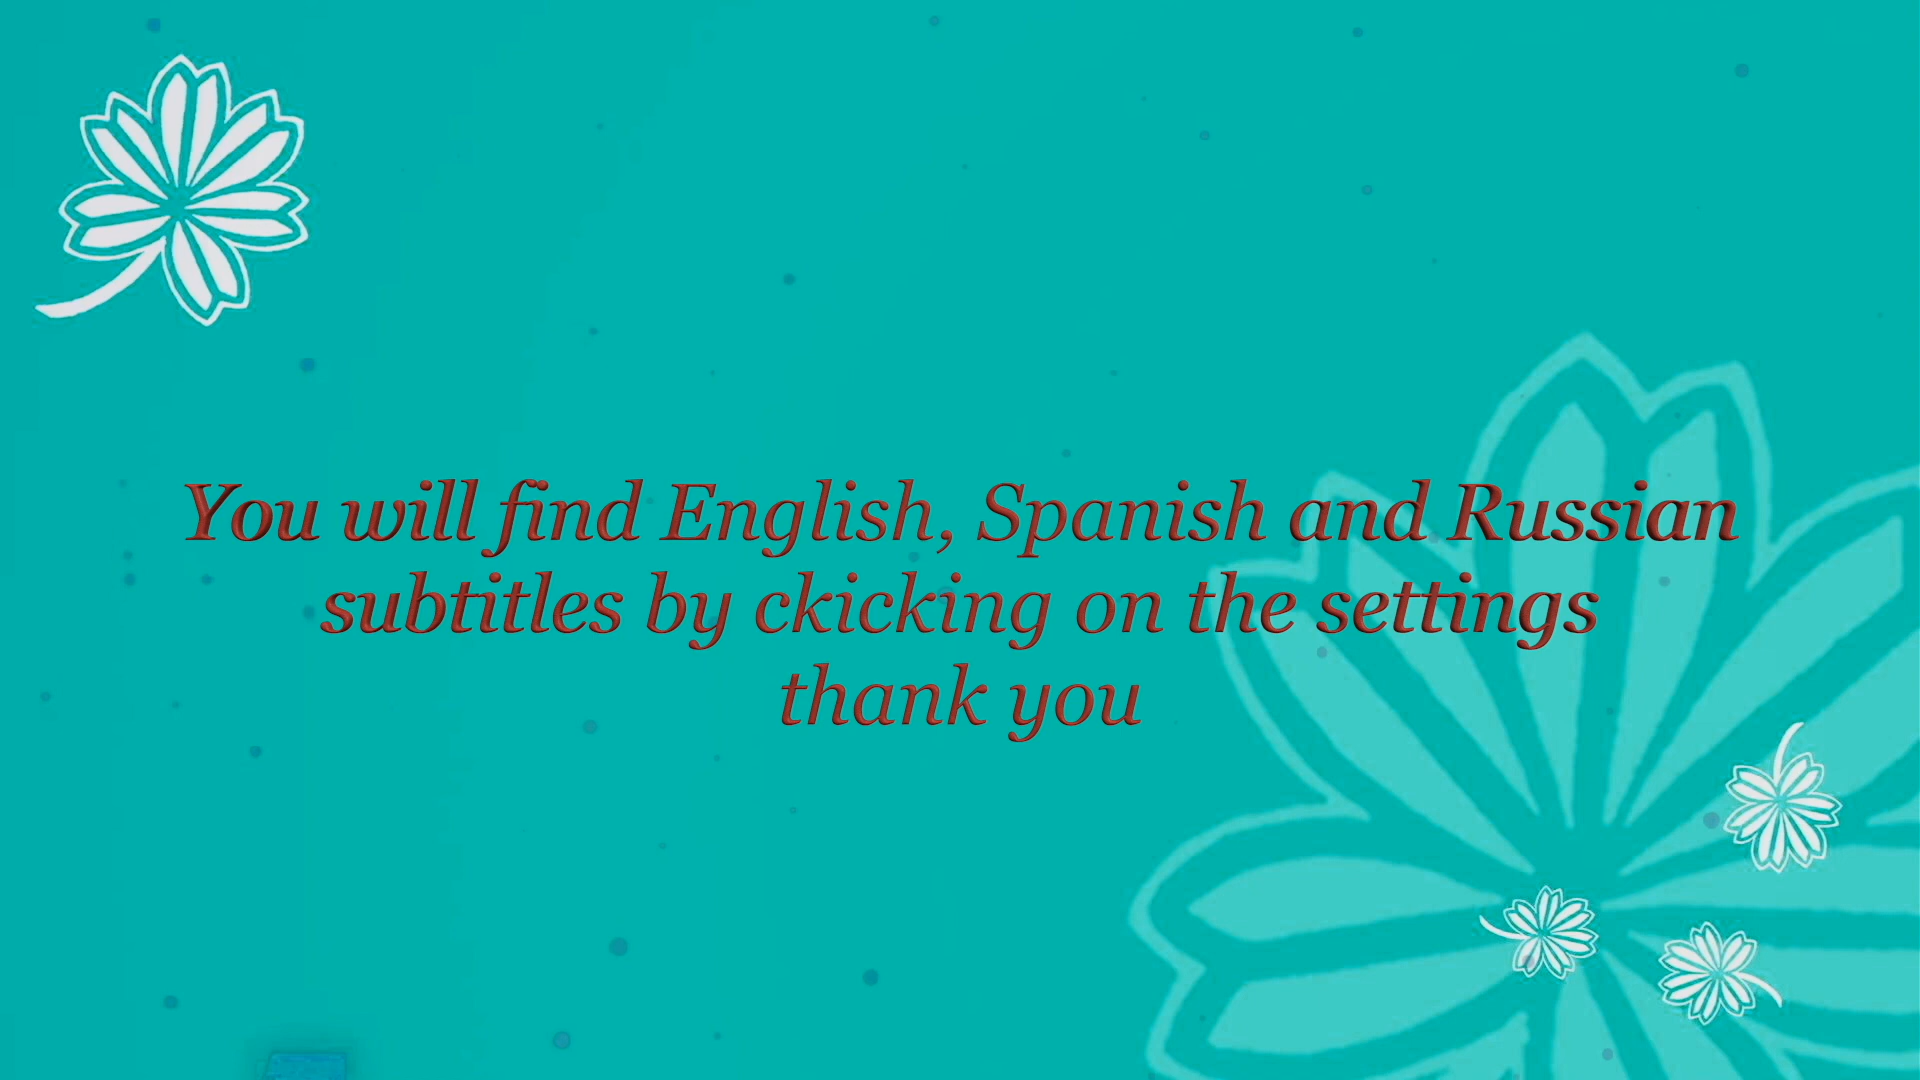 You will find English, Spanish and Russian
subtitles by ckicking on the settings
thank you